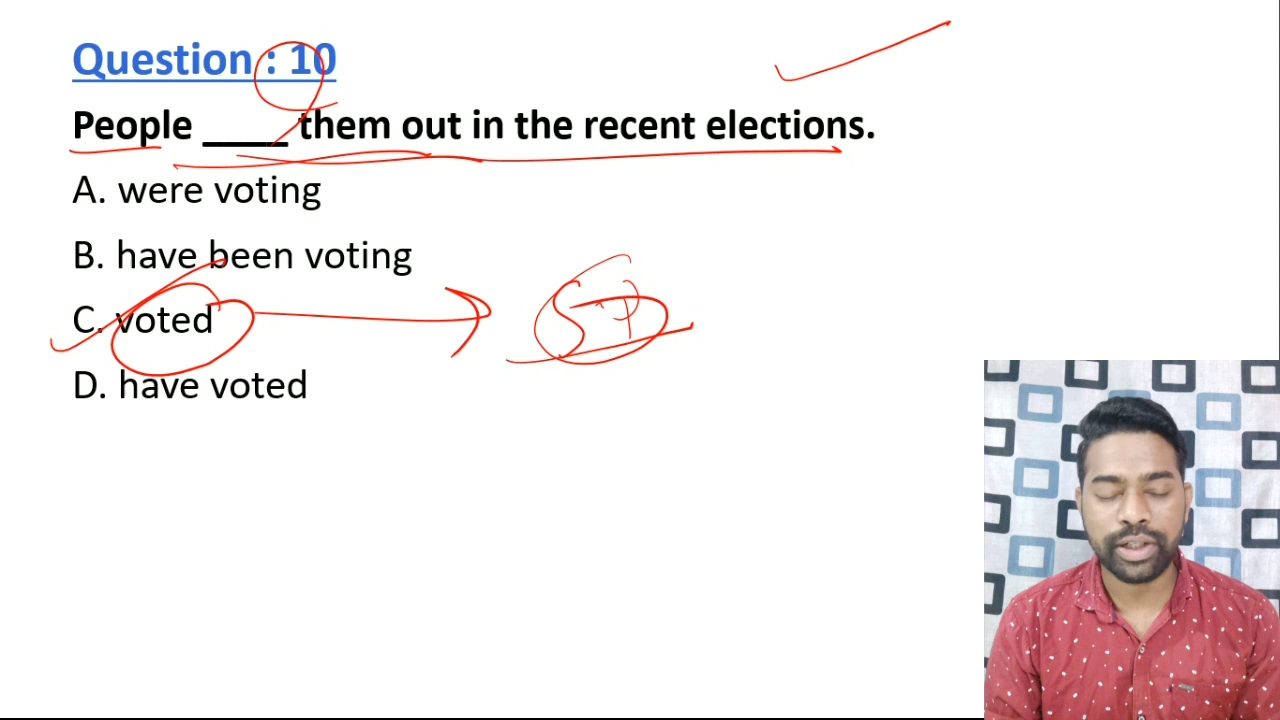 Question : 10
People ____ them out in the recent elections.
A. were voting
B. have been voting
C. voted
D. have voted